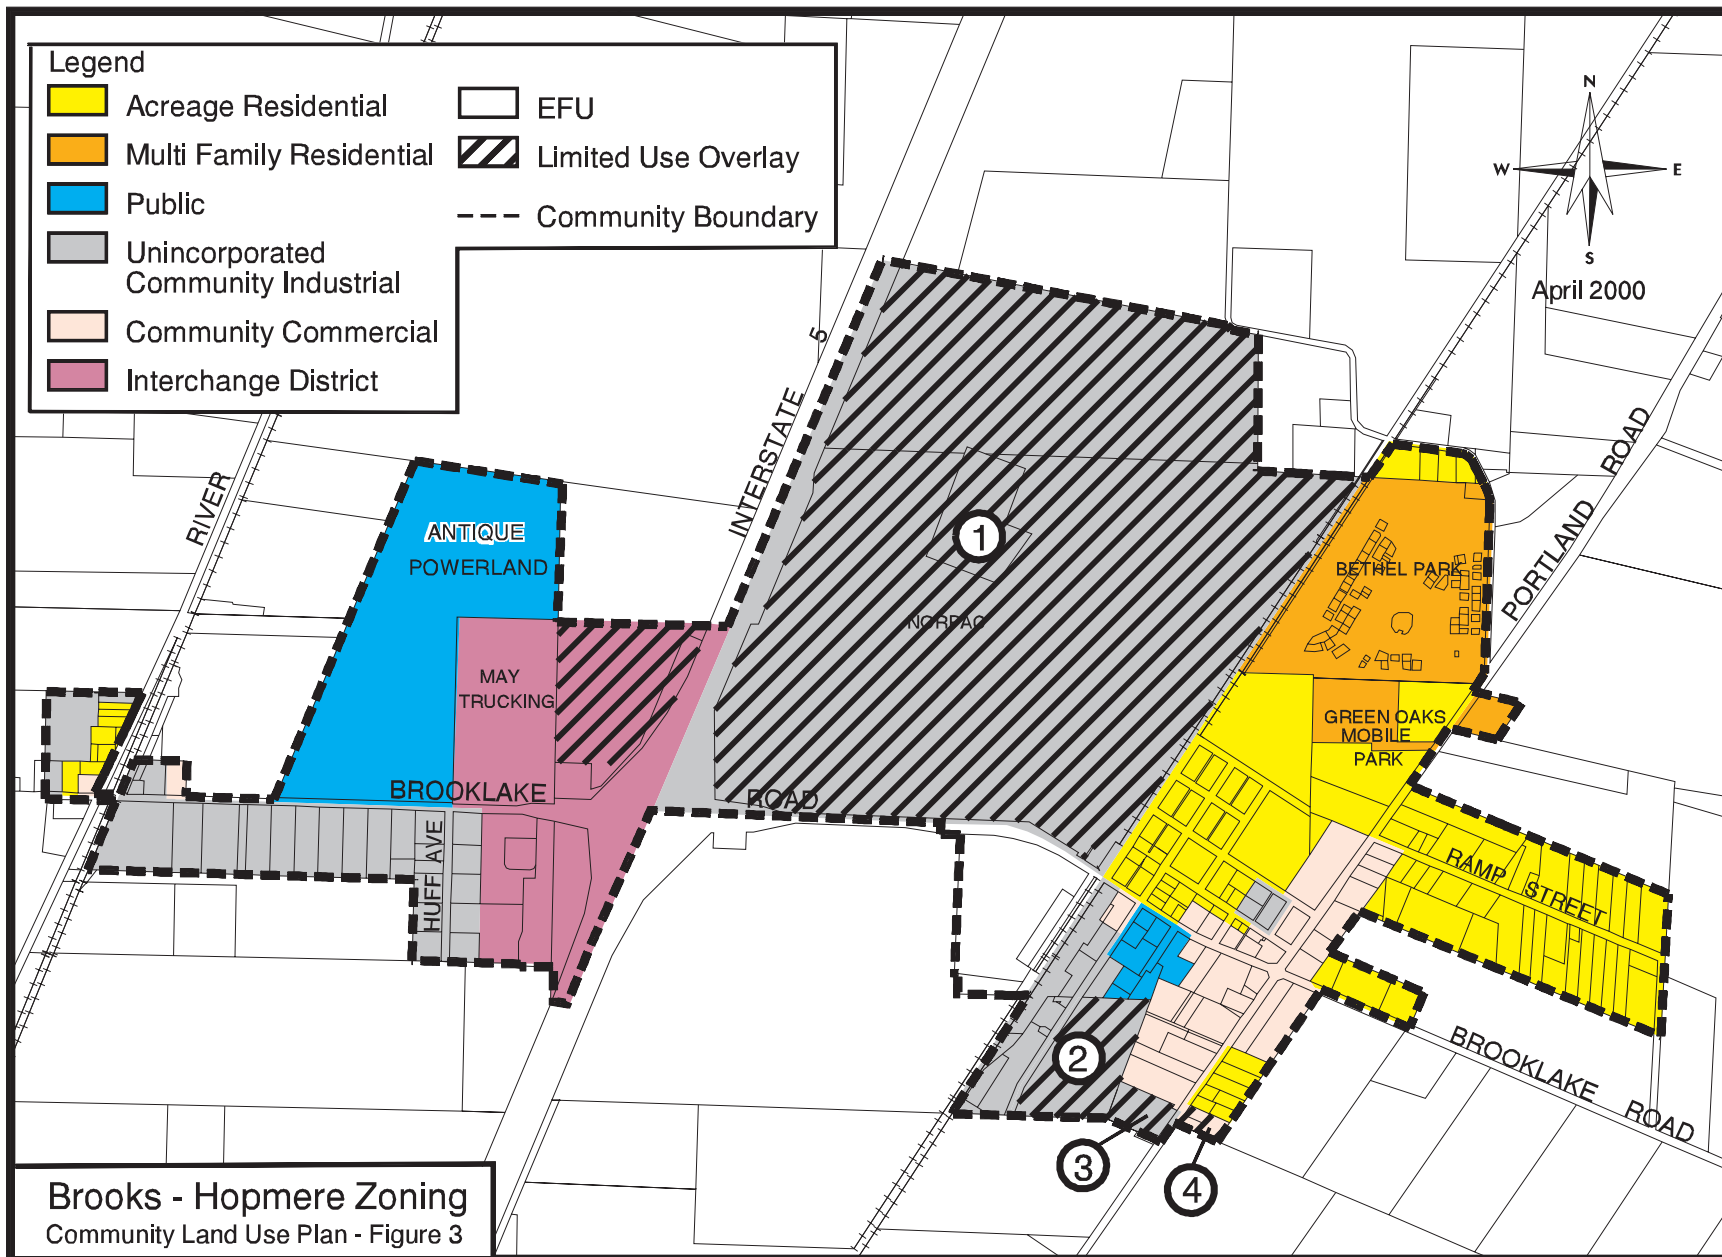 Legend
Acreage Residential
Multi Family Residential
Public
Unincorporated
Community Industrial
Community Commercial
Interchange District
EFU
Limited Use Overlay
Community Boundary
N
W
E
S
April 2000
RIVER
INTERSTATE 5
PORTLAND ROAD
ANTIQUE
POWERLAND
MAY
TRUCKING
1
NORPAC
BETHEL PARK
GREEN OAKS
MOBILE
PARK
BROOKLAKE ROAD
HUFF AVE
RAMP STREET
BROOKLAKE ROAD
2
3
4
Brooks - Hopmere Zoning
Community Land Use Plan - Figure 3